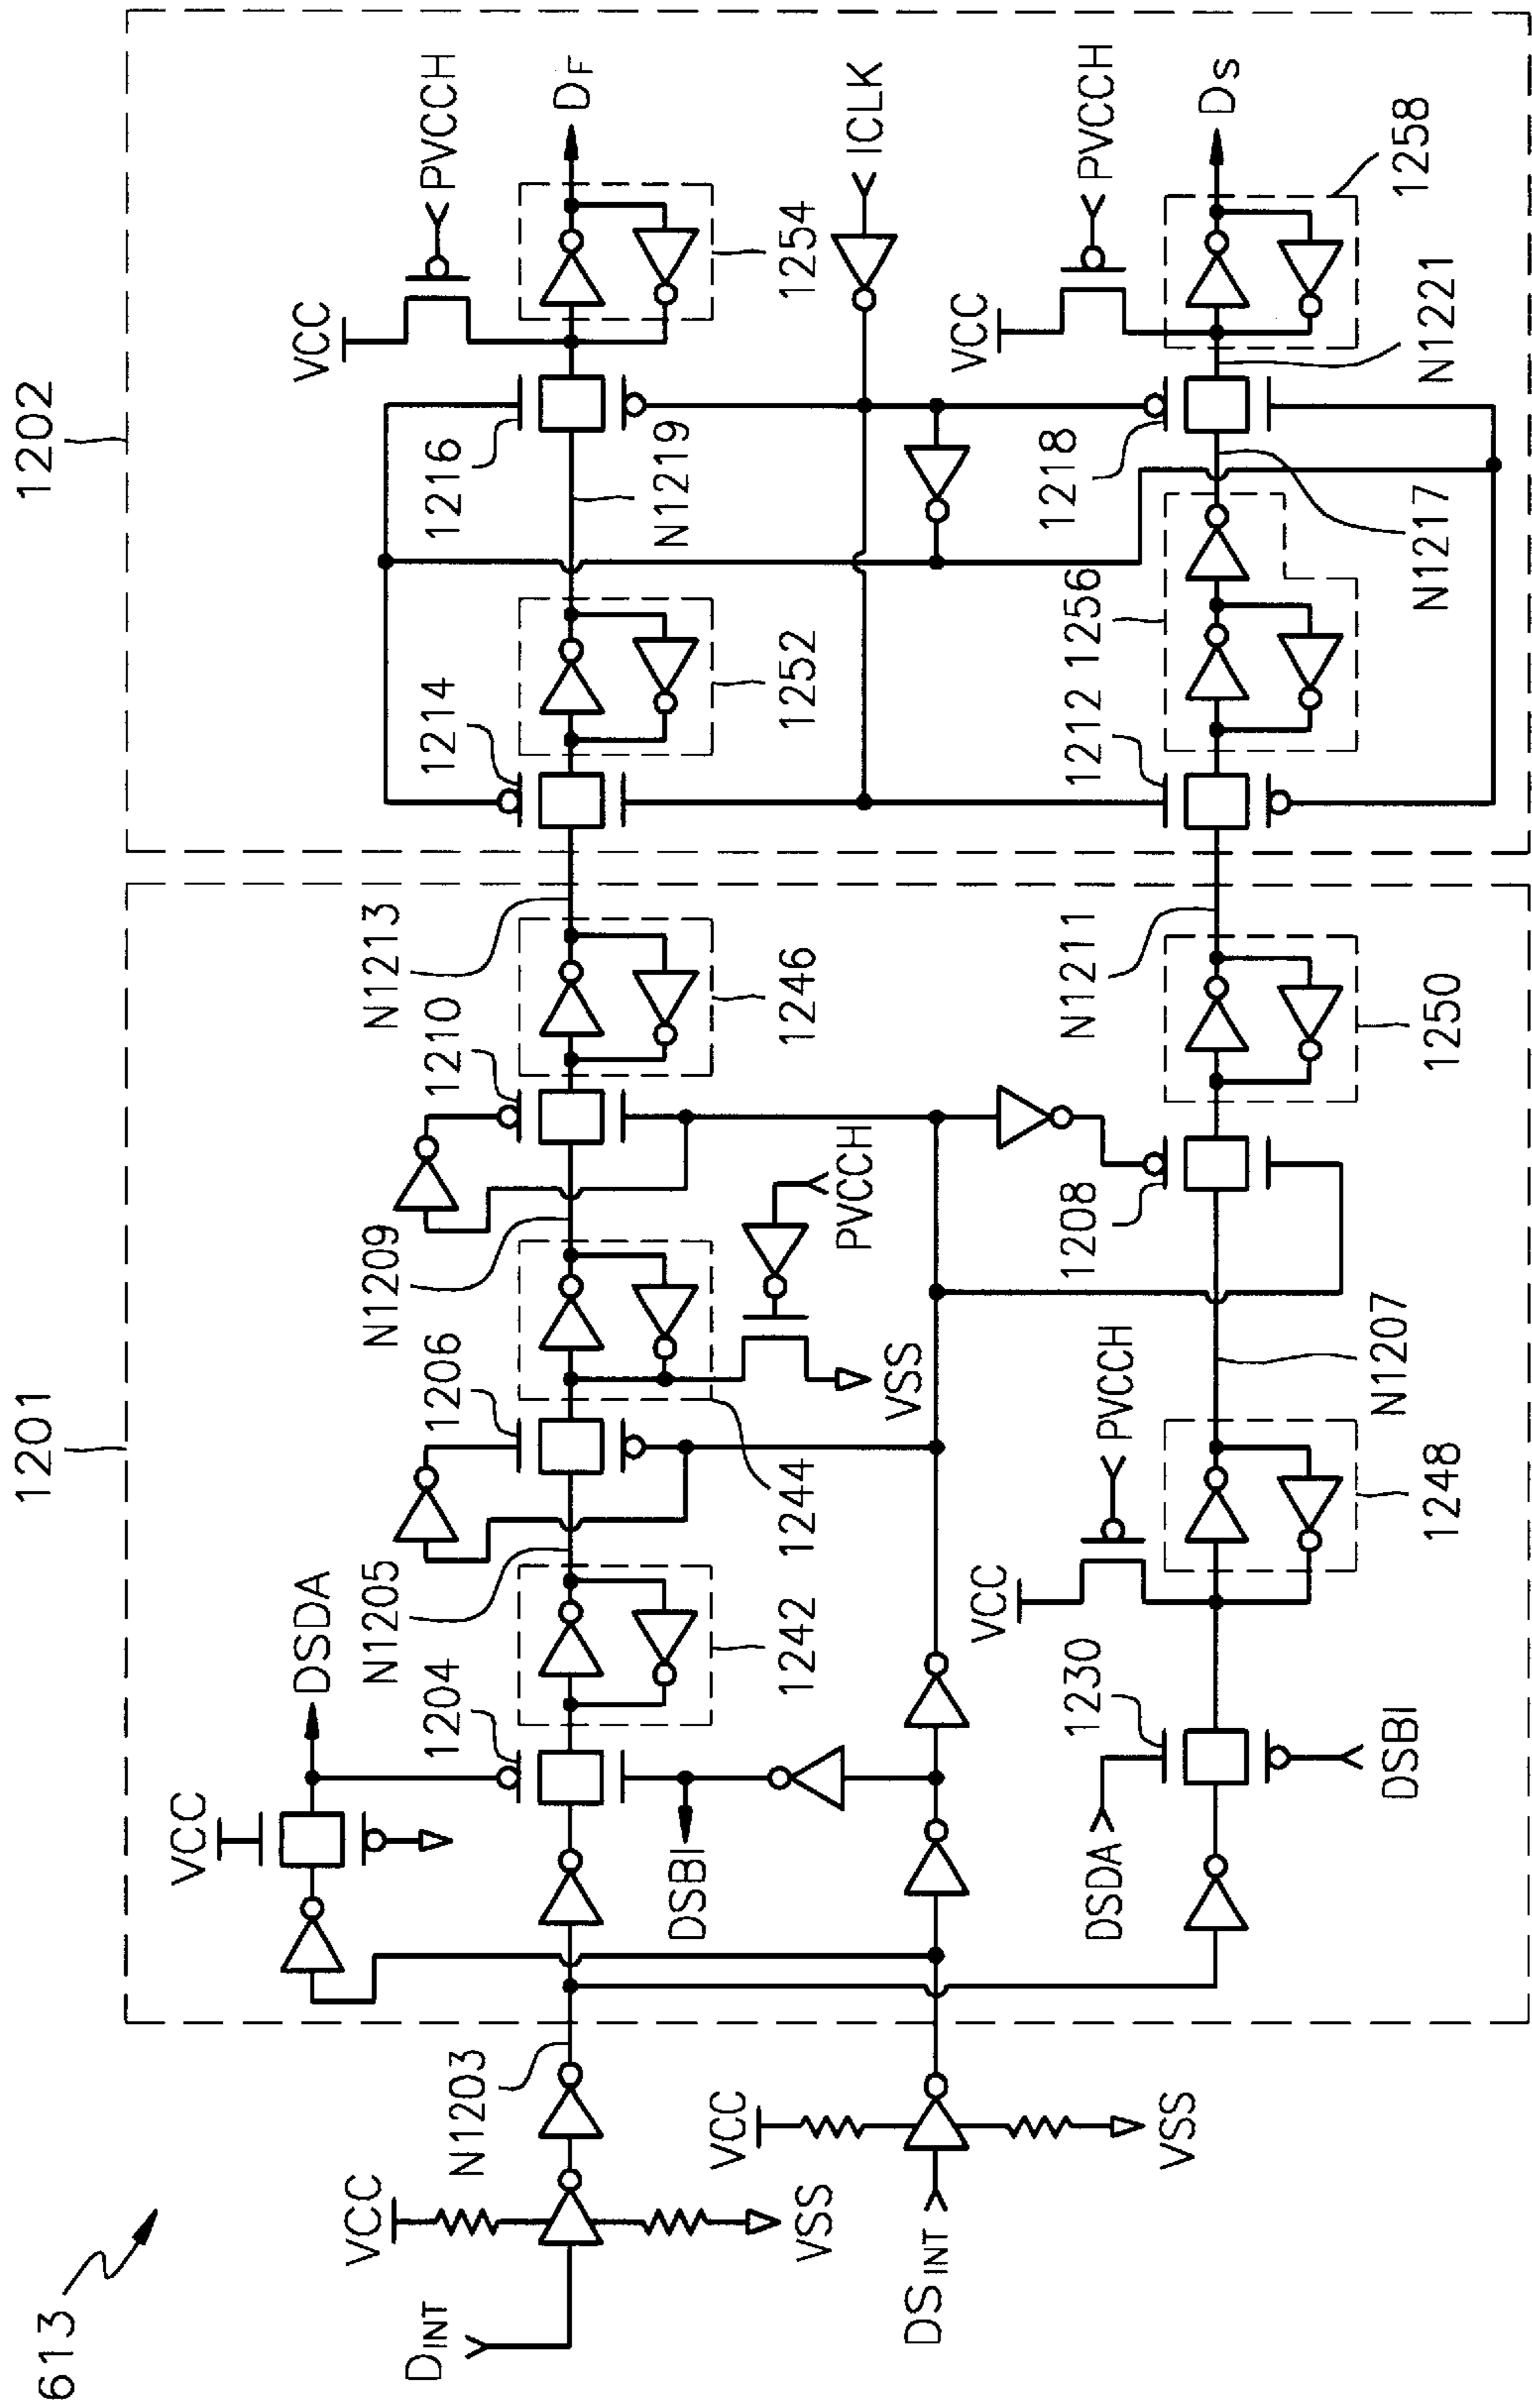 613
1201
1202
VCC
DSDA
VCC
PVCCH
DINT
VCC
VSS
N1203
1204
N1205
1206
N1209
1210
N1213
1214
1216
DF
1242
1244
1246
1252
N1219
1254
DSBI
VSS
PVCCH
ICLK
DSINT
VCC
VSS
DSDA
1230
VCC
PVCCH
1208
N1211
1212
1256
1218
VCC
PVCCH
DS
DSBI
1248
N1207
1250
N1217
N1221
1258